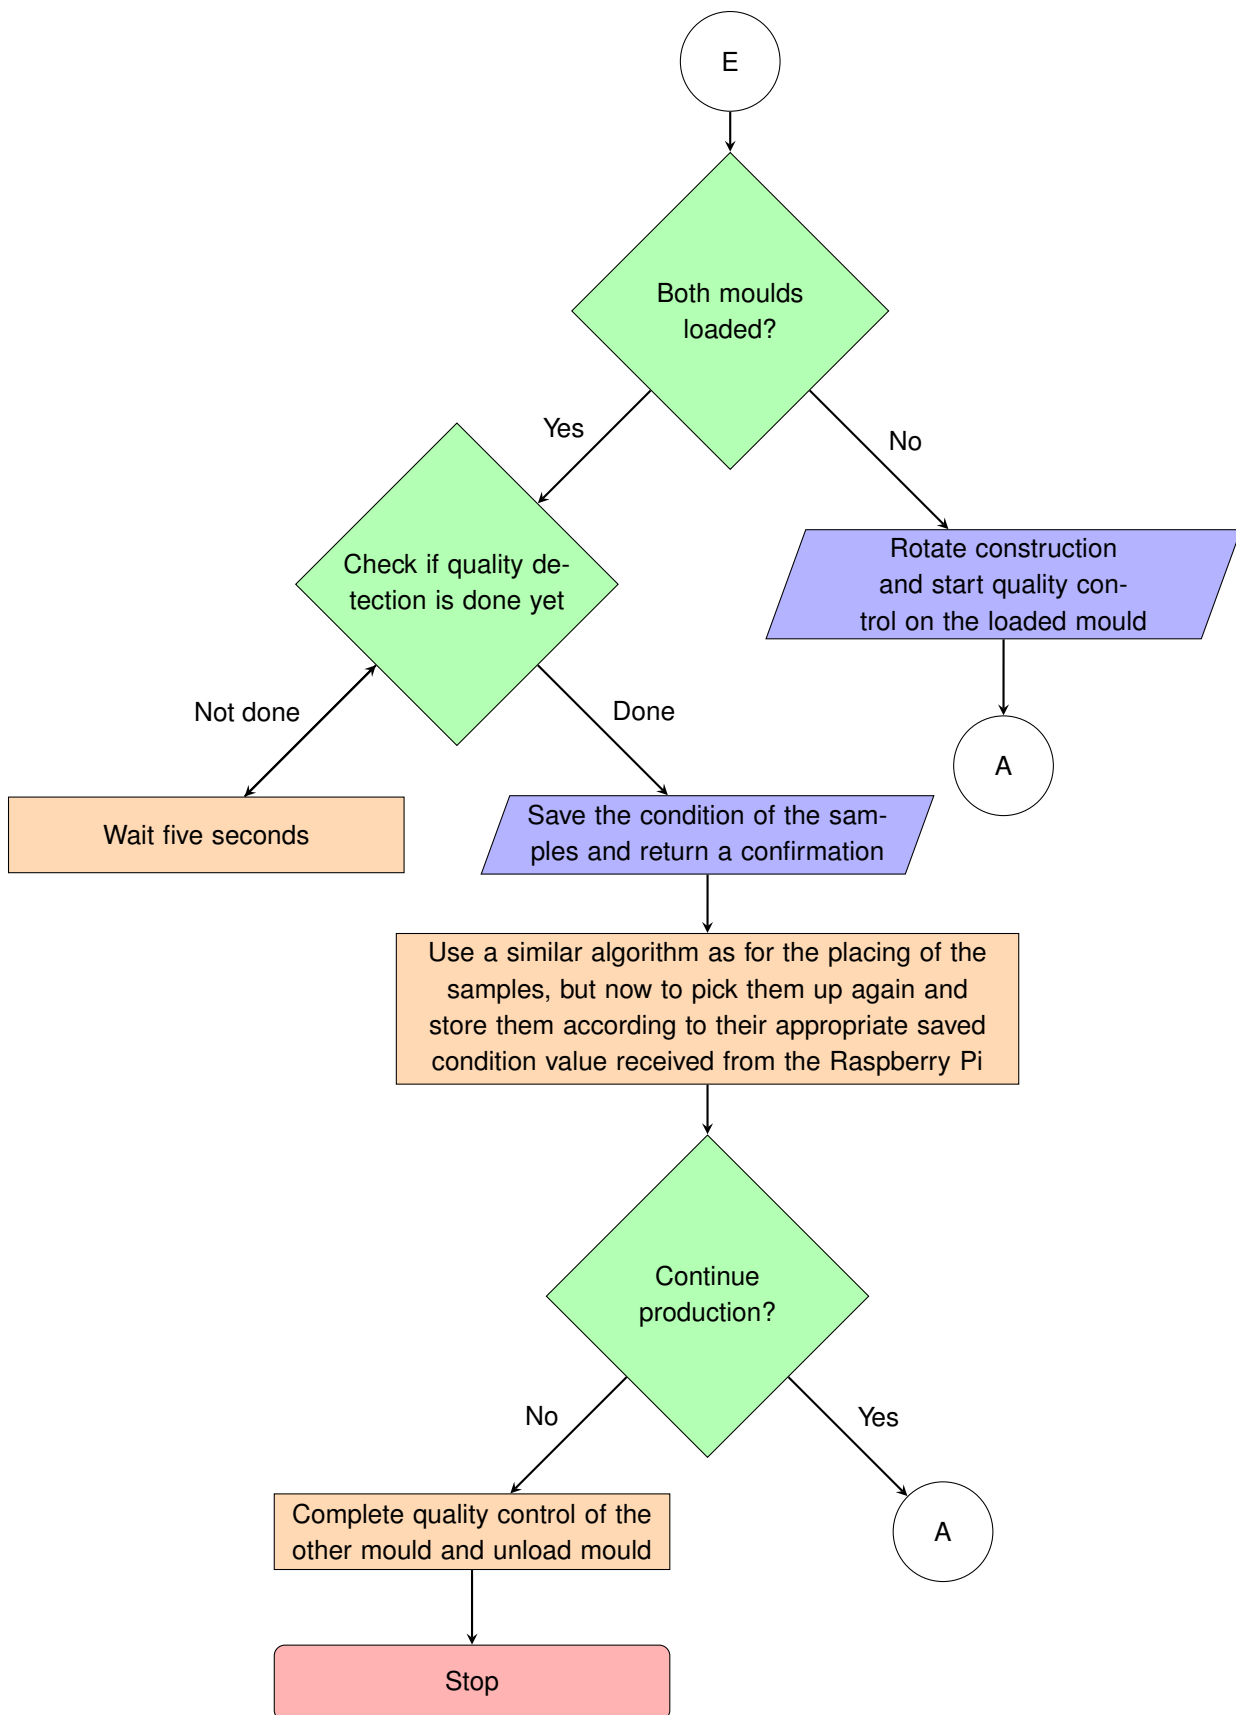 E
Both moulds
loaded?
Yes
No
Check if quality de-
tection is done yet
Rotate construction
and start quality con-
trol on the loaded mould
Not done
Done
A
Wait five seconds
Save the condition of the sam-
ples and return a confirmation
Use a similar algorithm as for the placing of the
samples, but now to pick them up again and
store them according to their appropriate saved
condition value received from the Raspberry Pi
Continue
production?
No
Yes
Complete quality control of the
other mould and unload mould
A
Stop